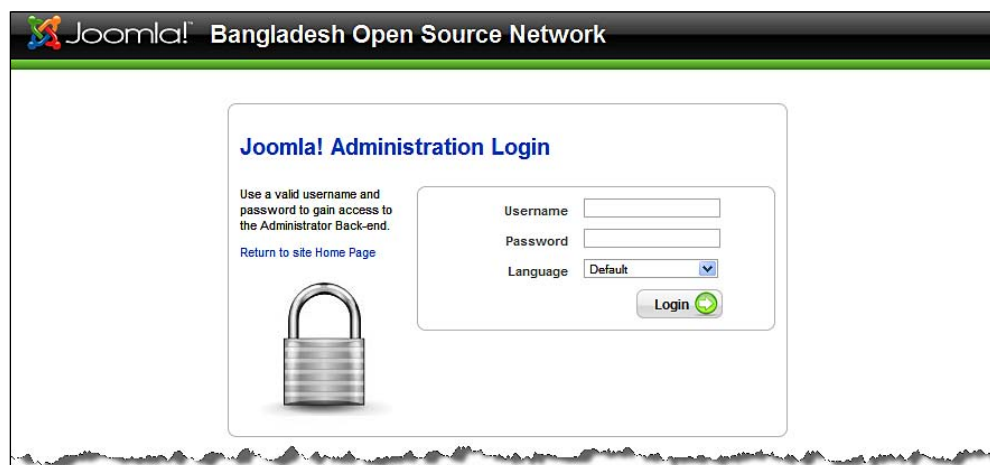 Joomla!™ Bangladesh Open Source Network
Joomla! Administration Login
Use a valid username and
password to gain access to
the Administrator Back-end.
Return to site Home Page
Username
Password
Language Default
Login